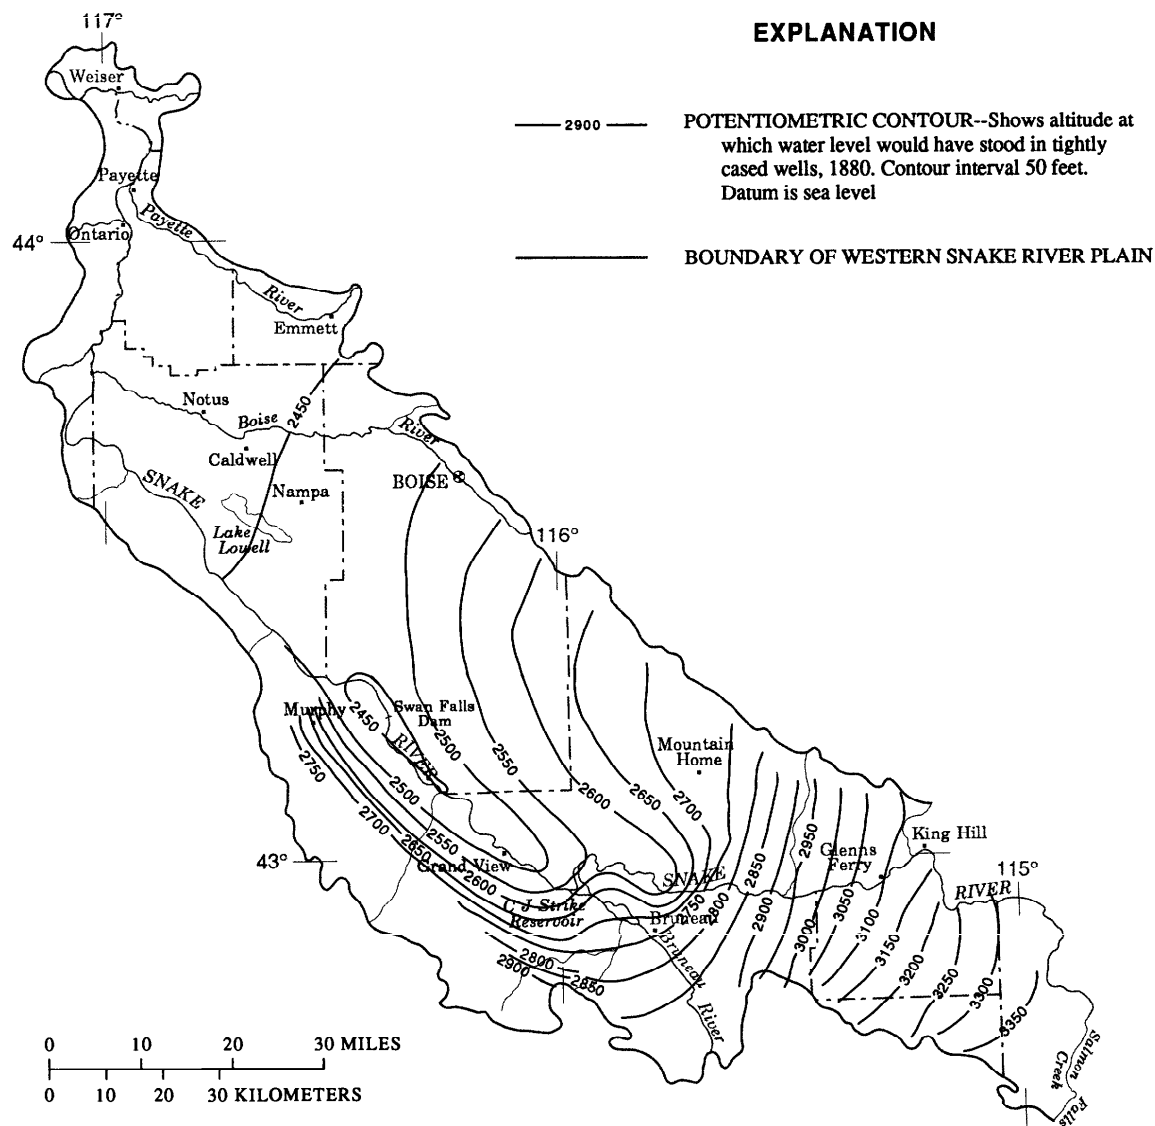 117°
EXPLANATION
Weiser
2900
POTENTIOMETRIC CONTOUR--Shows altitude at
which water level would have stood in tightly
cased wells, 1880. Contour interval 50 feet.
Datum is sea level
Payette
Payette
Ontario
44°
BOUNDARY OF WESTERN SNAKE RIVER PLAIN
River
Emmett
Notus
2450
Boise
River
Caldwell
SNAKE
BOISE
Nampa
Lake
Lowell
116°
Murphy
2450
Swan Falls
Dam
RIVER
2500
2550
Mountain
Home
2750
2500
2600
2650
2700
2700
2650
2550
2950
King Hill
43°
Grand View
2600
SNAKE
2850
Glenns
Ferry
115°
RIVER
C J Strike
Reservoir
2750
2800
Bruneau
2900
3000
3050
3100
3150
Bruneau
River
2800
2900
2850
3200
3250
3300
3350
0 10 20 30 MILES
0 10 20 30 KILOMETERS
Salmon
Falls
Creek